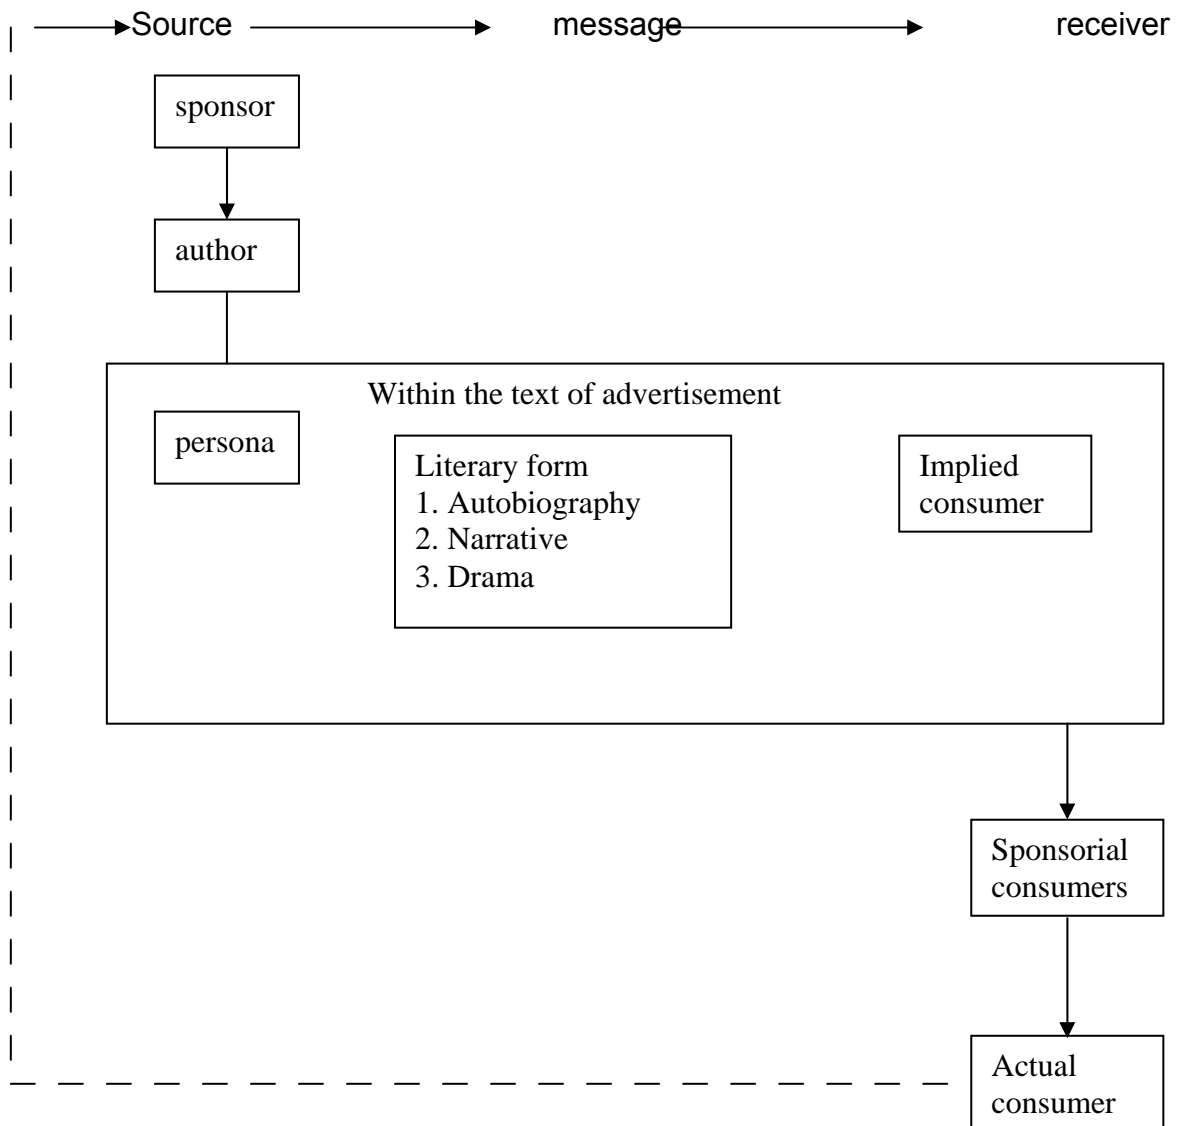 Source message receiver
sponsor
author
Within the text of advertisement
persona
Literary form
1. Autobiography
2. Narrative
3. Drama
Implied
consumer
Sponsorial
consumers
Actual
consumer